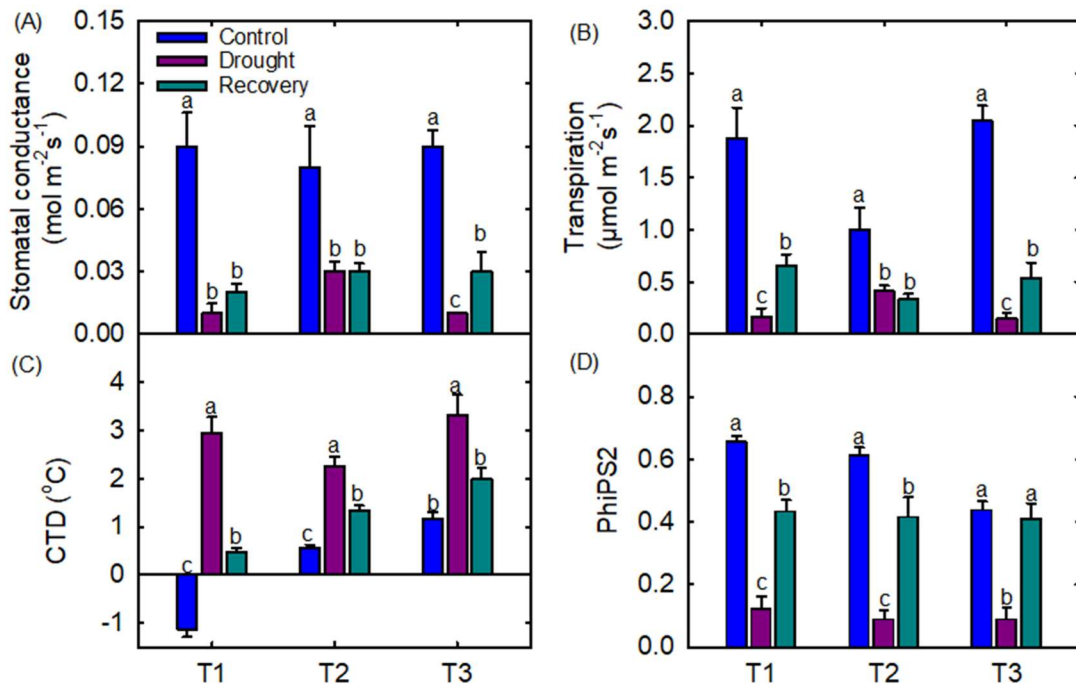 (A)
Stomatal conductance
(mol m⁻²s⁻¹)
0.15
0.12
0.09
0.06
0.03
0.00
Control
Drought
Recovery
a
b
b
a
b
b
a
c
b
(B)
Transpiration
(µmol m⁻²s⁻¹)
3.0
2.5
2.0
1.5
1.0
0.5
0.0
a
c
b
a
b
b
a
c
b
(C)
CTD (°C)
4
3
2
1
0
-1
c
a
b
c
a
b
b
a
b
T1
T2
T3
(D)
PhiPS2
0.8
0.6
0.4
0.2
0.0
a
c
b
a
c
b
a
b
a
T1
T2
T3